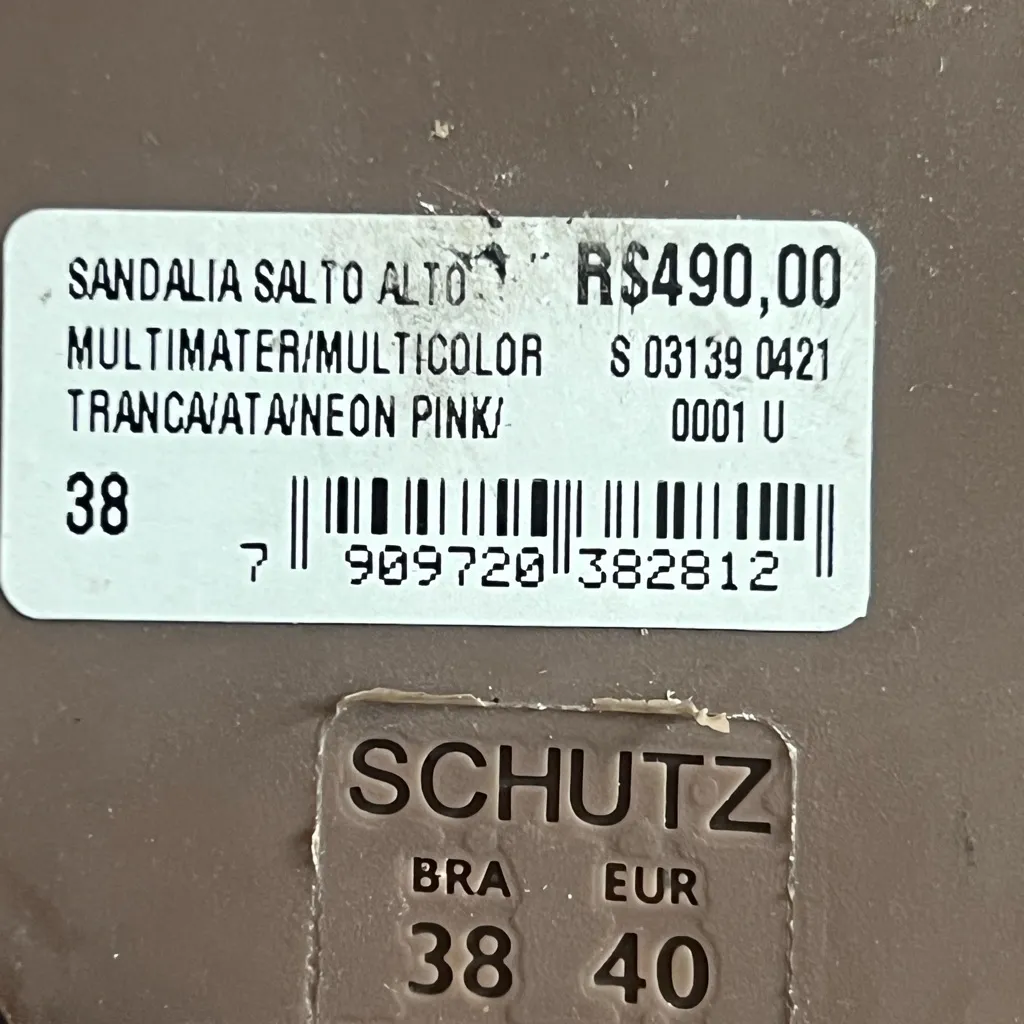 SANDALIA SALTO ALTO R$490,00
MULTIMATER/MULTICOLOR S 03139 0421
TRANCA/ATA/NEON PINK/ 0001 U
38
7 909720 382812
SCHUTZ
BRA EUR
38 40